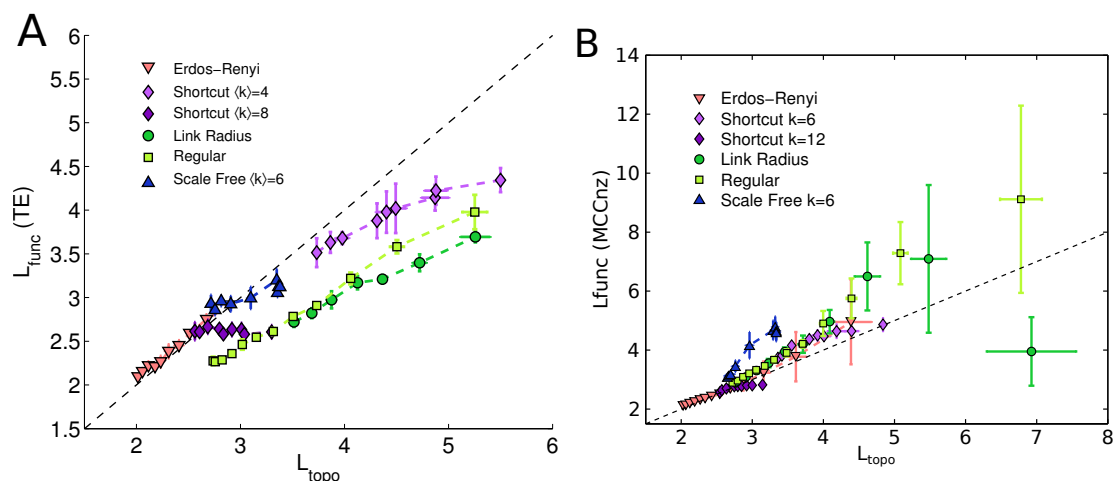 A
6
5.5
5
4.5
4
3.5
3
2.5
2
1.5
L_func (TE)
Erdos−Renyi
Shortcut ⟨k⟩=4
Shortcut ⟨k⟩=8
Link Radius
Regular
Scale Free ⟨k⟩=6
2 3 4 5 6
L_topo
B
14
12
10
8
6
4
2
Lfunc (MCCnz)
Erdos−Renyi
Shortcut k=6
Shortcut k=12
Link Radius
Regular
Scale Free k=6
2 3 4 5 6 7 8
L_topo